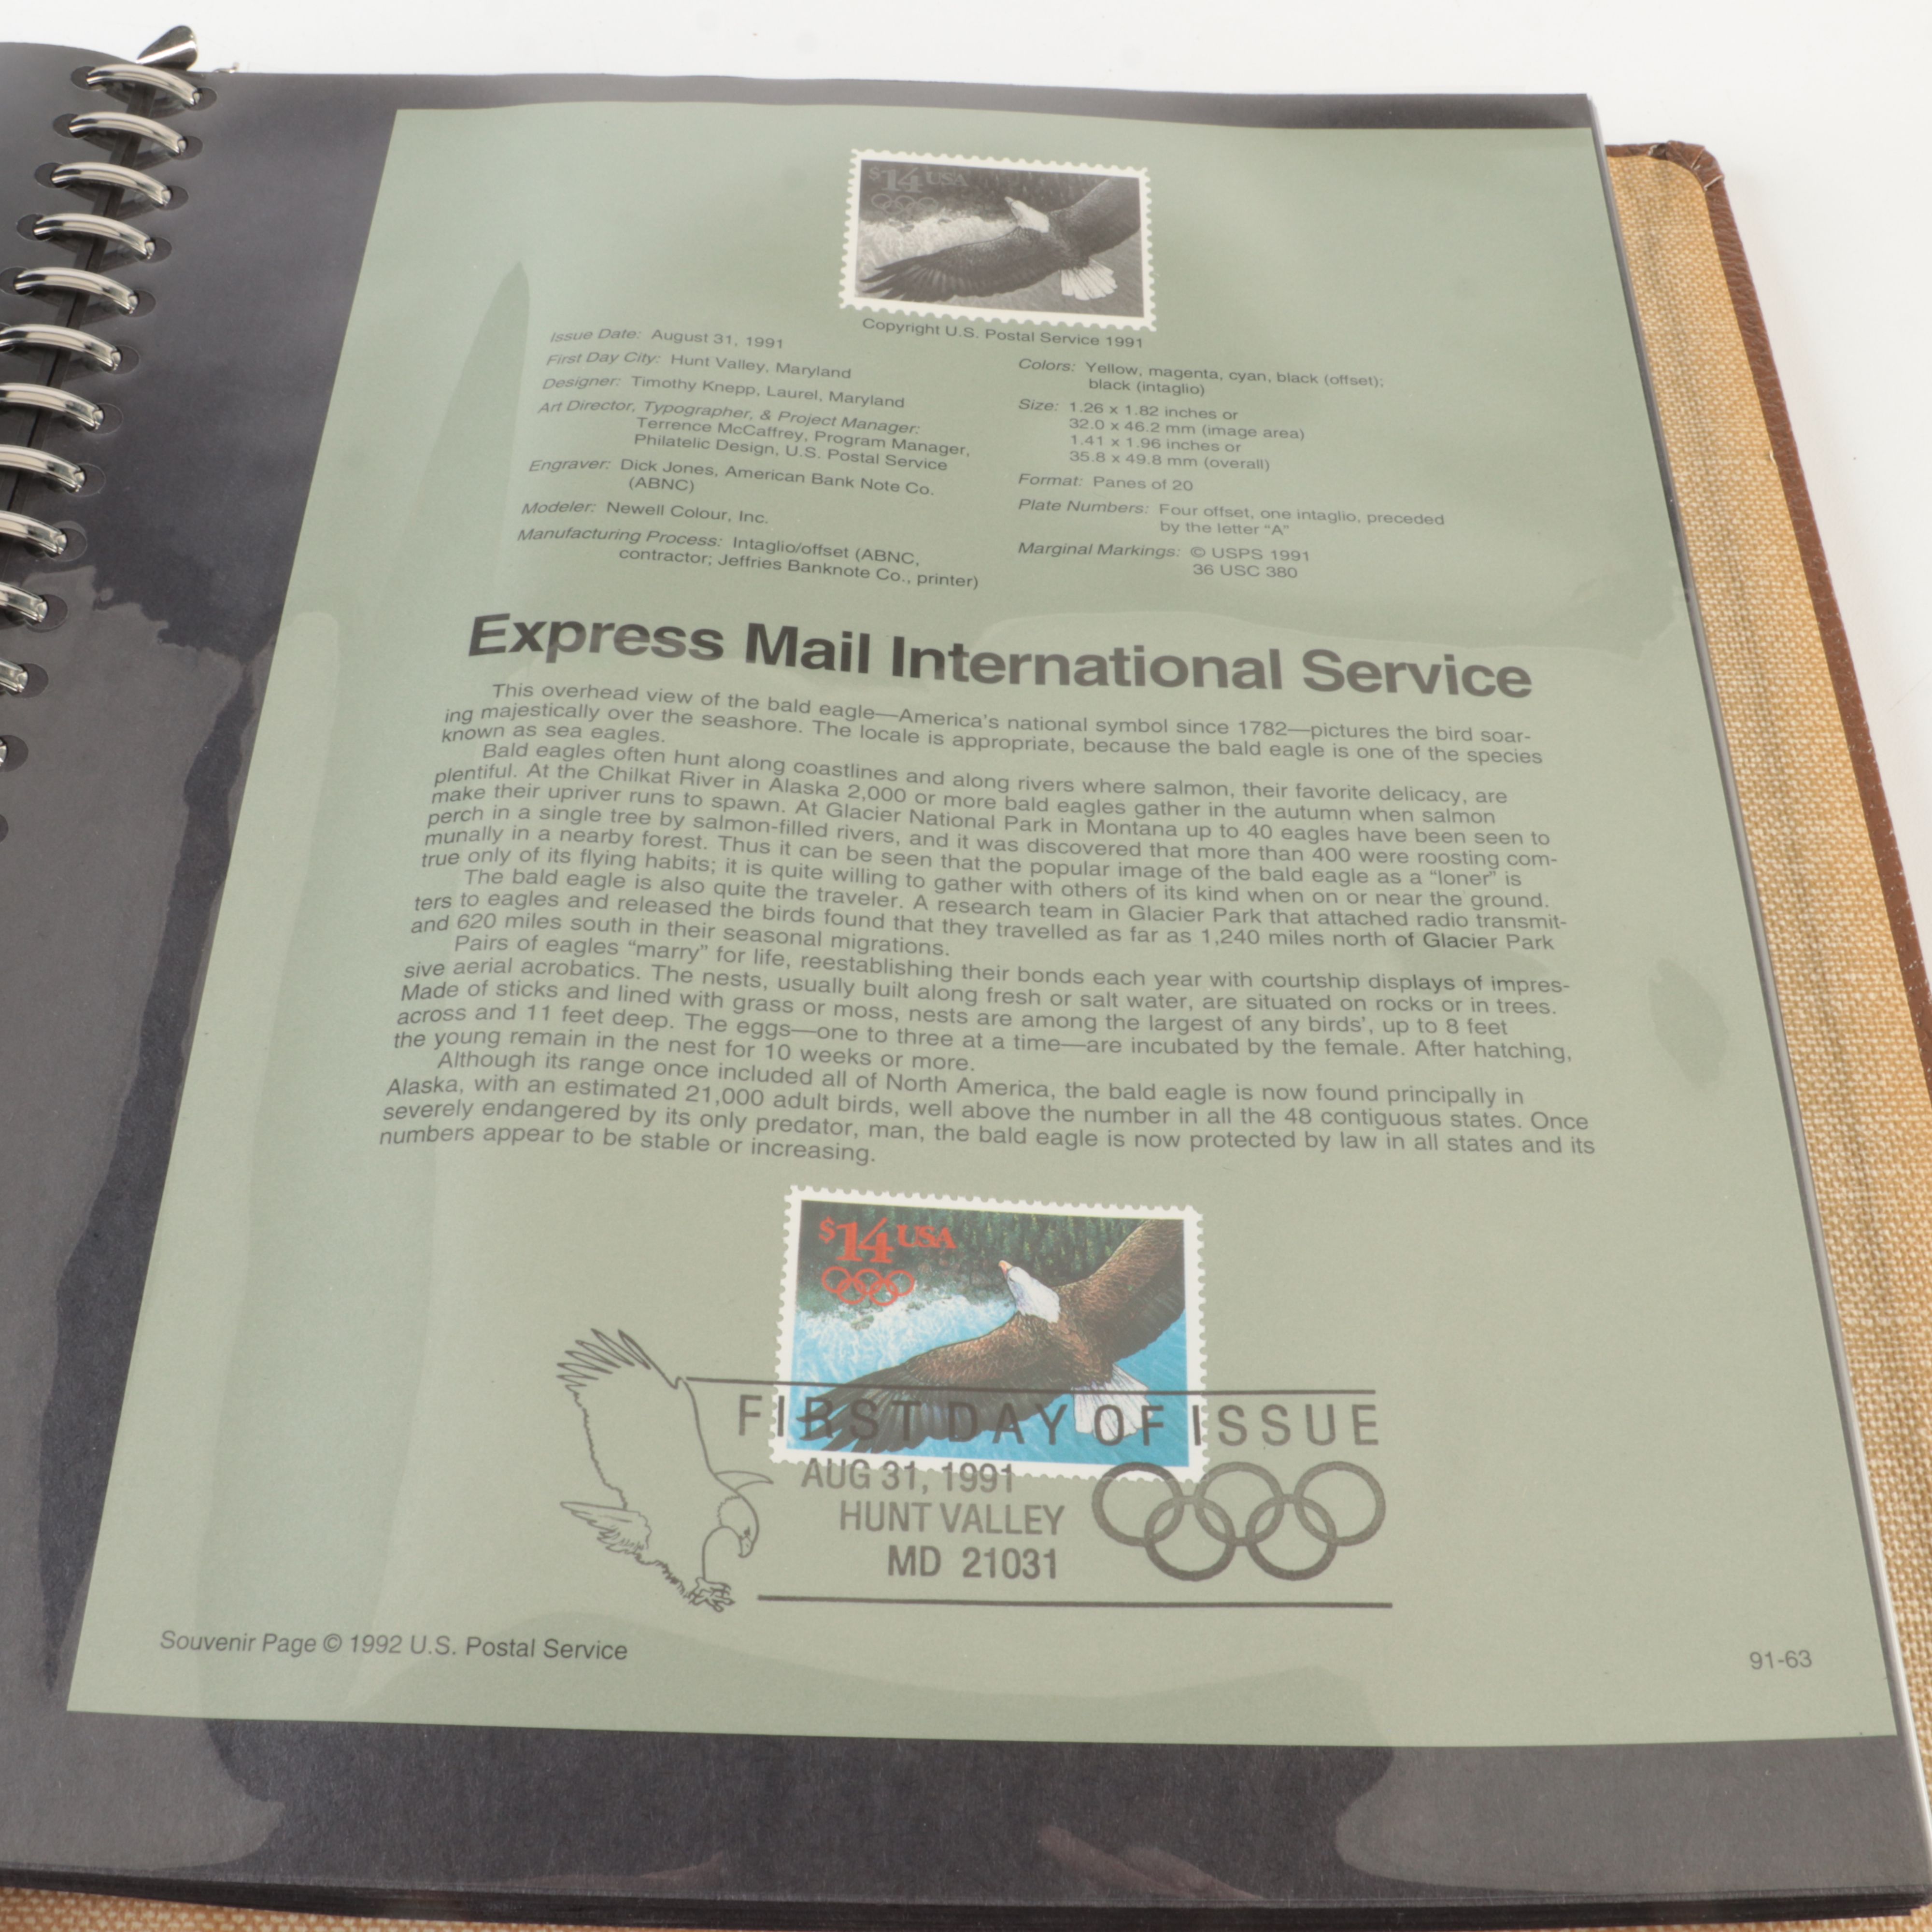 $14 USA
Copyright U.S. Postal Service 1991
Issue Date: August 31, 1991
First Day City: Hunt Valley, Maryland
Designer: Timothy Knepp, Laurel, Maryland
Art Director, Typographer, & Project Manager:
Terrence McCaffrey, Program Manager,
Philatelic Design, U.S. Postal Service
Engraver: Dick Jones, American Bank Note Co.
(ABNC)
Modeler: Newell Colour, Inc.
Manufacturing Process: Intaglio/offset (ABNC,
contractor; Jeffries Banknote Co., printer)
Colors: Yellow, magenta, cyan, black (offset);
black (intaglio)
Size: 1.26 x 1.82 inches or
32.0 x 46.2 mm (image area)
1.41 x 1.96 inches or
35.8 x 49.8 mm (overall)
Format: Panes of 20
Plate Numbers: Four offset, one intaglio, preceded
by the letter “A”
Marginal Markings: © USPS 1991
36 USC 380
Express Mail International Service
This overhead view of the bald eagle—America’s national symbol since 1782—pictures the bird soar-
ing majestically over the seashore. The locale is appropriate, because the bald eagle is one of the species
known as sea eagles.
Bald eagles often hunt along coastlines and along rivers where salmon, their favorite delicacy, are
plentiful. At the Chilkat River in Alaska 2,000 or more bald eagles gather in the autumn when salmon
make their upriver runs to spawn. At Glacier National Park in Montana up to 40 eagles have been seen to
perch in a single tree by salmon-filled rivers, and it was discovered that more than 400 were roosting com-
munally in a nearby forest. Thus it can be seen that the popular image of the bald eagle as a “loner” is
true only of its flying habits; it is quite willing to gather with others of its kind when on or near the ground.
The bald eagle is also quite the traveler. A research team in Glacier Park that attached radio transmit-
ters to eagles and released the birds found that they travelled as far as 1,240 miles north of Glacier Park
and 620 miles south in their seasonal migrations.
Pairs of eagles “marry” for life, reestablishing their bonds each year with courtship displays of impres-
sive aerial acrobatics. The nests, usually built along fresh or salt water, are situated on rocks or in trees.
Made of sticks and lined with grass or moss, nests are among the largest of any birds’, up to 8 feet
across and 11 feet deep. The eggs—one to three at a time—are incubated by the female. After hatching,
the young remain in the nest for 10 weeks or more.
Although its range once included all of North America, the bald eagle is now found principally in
Alaska, with an estimated 21,000 adult birds, well above the number in all the 48 contiguous states. Once
severely endangered by its only predator, man, the bald eagle is now protected by law in all states and its
numbers appear to be stable or increasing.
$14 USA
FIRST DAY OF ISSUE
AUG 31, 1991
HUNT VALLEY
MD 21031
Souvenir Page © 1992 U.S. Postal Service
91-63